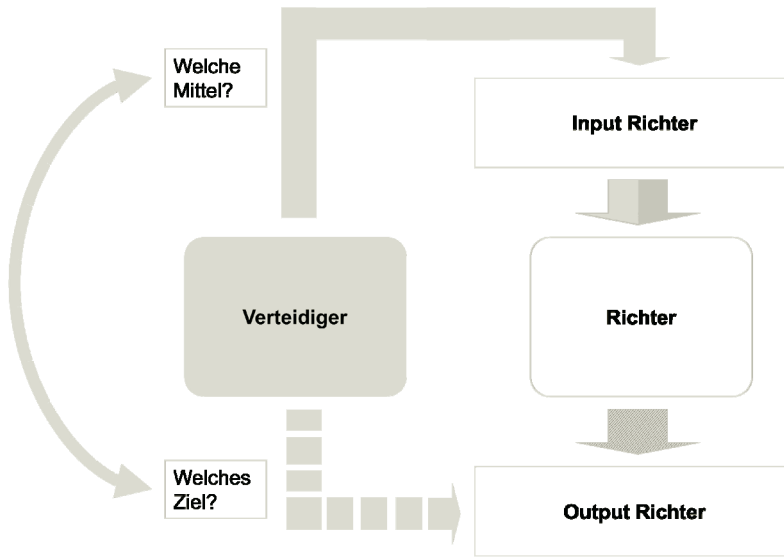 Welche
Mittel?
Input Richter
Verteidiger
Richter
Welches
Ziel?
Output Richter